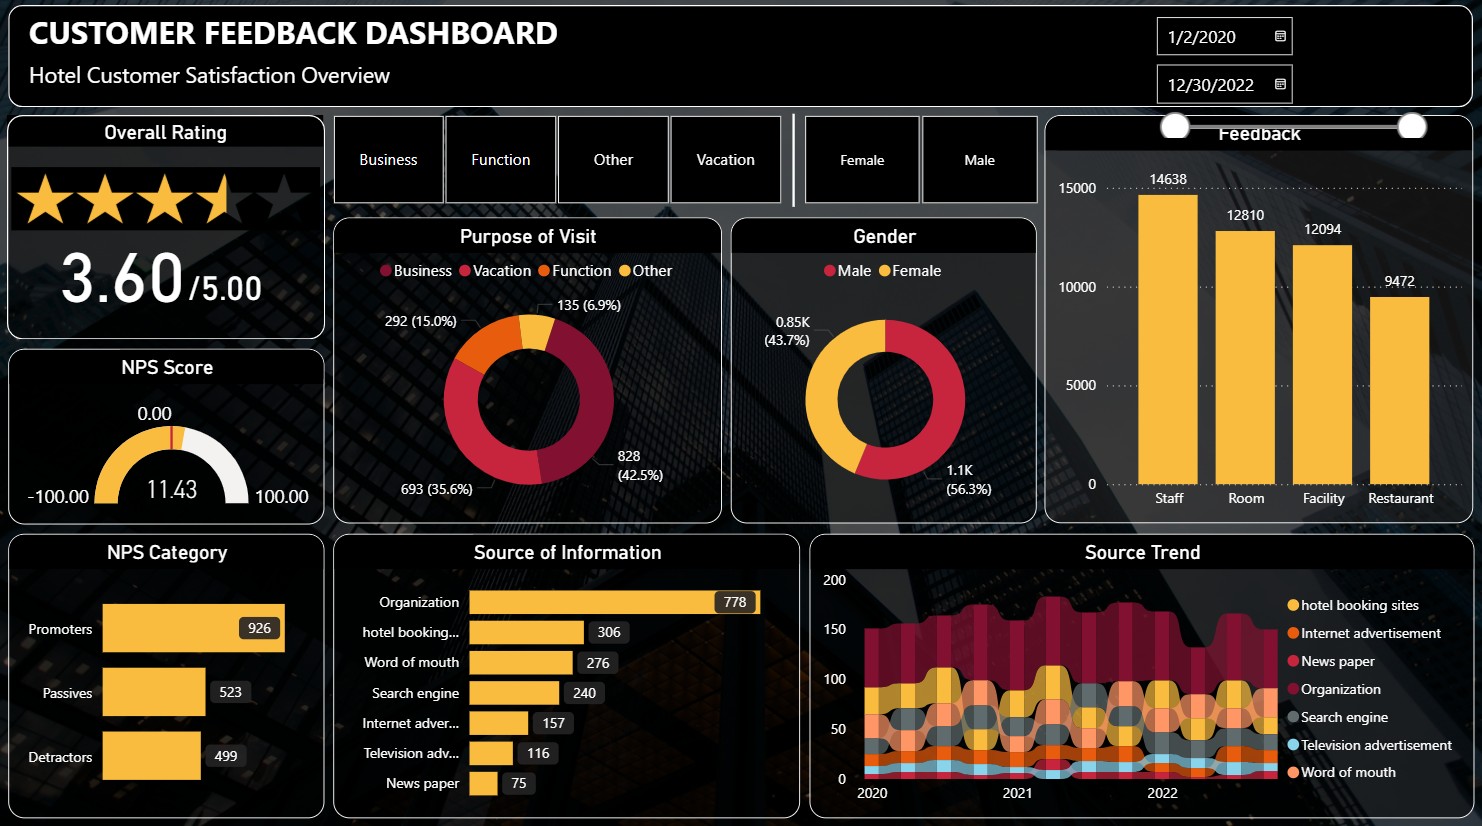 CUSTOMER FEEDBACK DASHBOARD
Hotel Customer Satisfaction Overview
1/2/2020
12/30/2022
Overall Rating
3.60/5.00
Business
Function
Other
Vacation
Female
Male
NPS Score
0.00
-100.00
11.43
100.00
Purpose of Visit
Business Vacation Function Other
135 (6.9%)
292 (15.0%)
828
(42.5%)
693 (35.6%)
Gender
Male Female
0.85K
(43.7%)
1.1K
(56.3%)
Feedback
15000
10000
5000
0
14638
12810
12094
9472
Staff Room Facility Restaurant
NPS Category
Promoters 926
Passives 523
Detractors 499
Source of Information
Organization 778
hotel booking... 306
Word of mouth 276
Search engine 240
Internet adver... 157
Television adv... 116
News paper 75
Source Trend
200
150
100
50
0
2020 2021 2022
hotel booking sites
Internet advertisement
News paper
Organization
Search engine
Television advertisement
Word of mouth